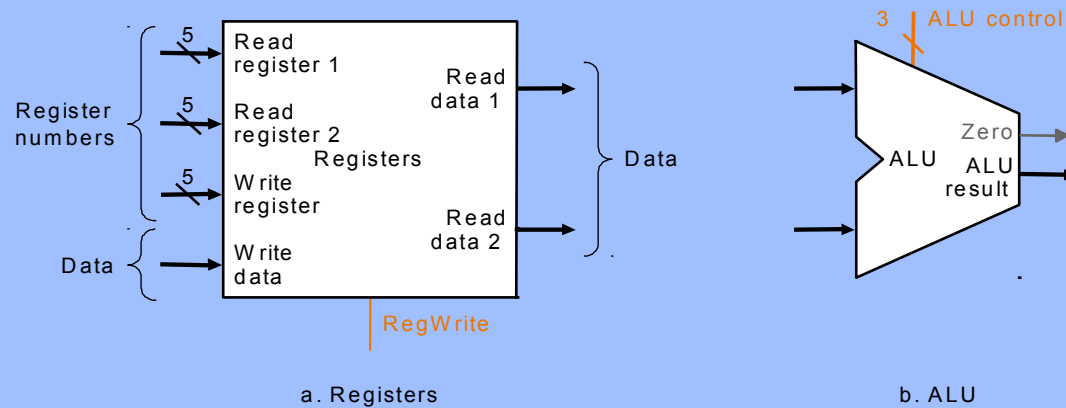 Register
numbers
Data
5
5
5
Read
register 1
Read
register 2
Registers
Write
register
Write
data
Read
data 1
Read
data 2
Data
RegWrite
a. Registers
3 ALU control
Zero
ALU
ALU
result
b. ALU